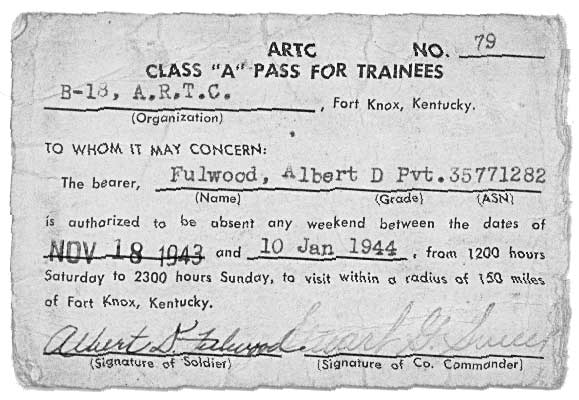 ARTC NO. 79
CLASS "A" PASS FOR TRAINEES
B-18, A.R.T.C. , Fort Knox, Kentucky.
(Organization)
TO WHOM IT MAY CONCERN:
The bearer, Fulwood, Albert D Pvt. 35771282
(Name) (Grade) (ASN)
is authorized to be absent any weekend between the dates of
NOV 18 1943 and 10 Jan 1944 , from 1200 hours
Saturday to 2300 hours Sunday, to visit within a radius of 150 miles
of Fort Knox, Kentucky.
Albert D. Fulwood. Stuart G.
(Signature of Soldier) (Signature of Co. Commander)